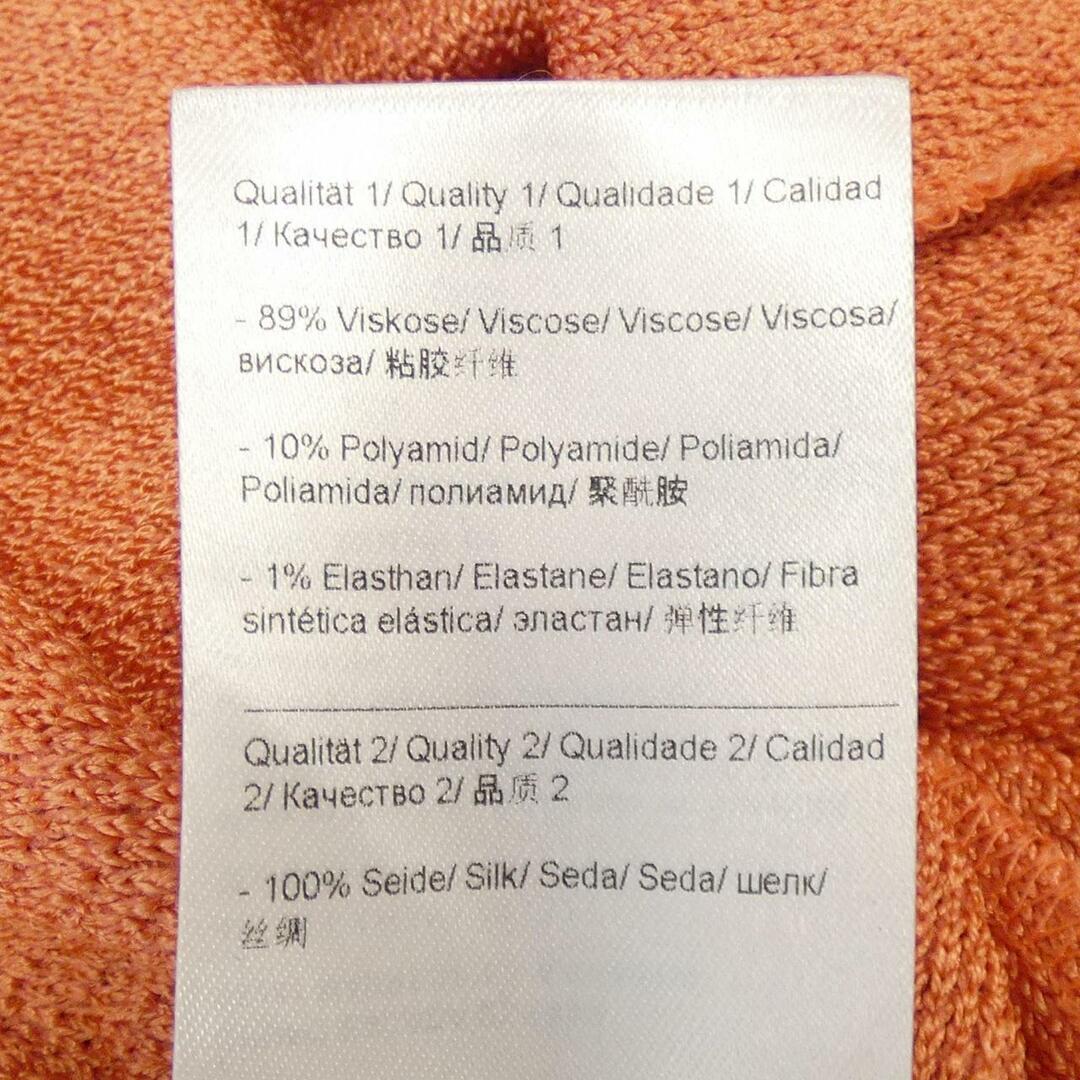 Qualität 1/ Quality 1/ Qualidade 1/ Calidad
1/ Качество 1/ 品质 1
- 89% Viskose/ Viscose/ Viscose/ Viscosa/
вискоза/ 粘胶纤维
- 10% Polyamid/ Polyamide/ Poliamida/
Poliamida/ полиамид/ 聚酰胺
- 1% Elasthan/ Elastane/ Elastano/ Fibra
sintética elástica/ эластан/ 弹性纤维
Qualität 2/ Quality 2/ Qualidade 2/ Calidad
2/ Качество 2/ 品质 2
- 100% Seide/ Silk/ Seda/ Seda/ шелк/
丝绸